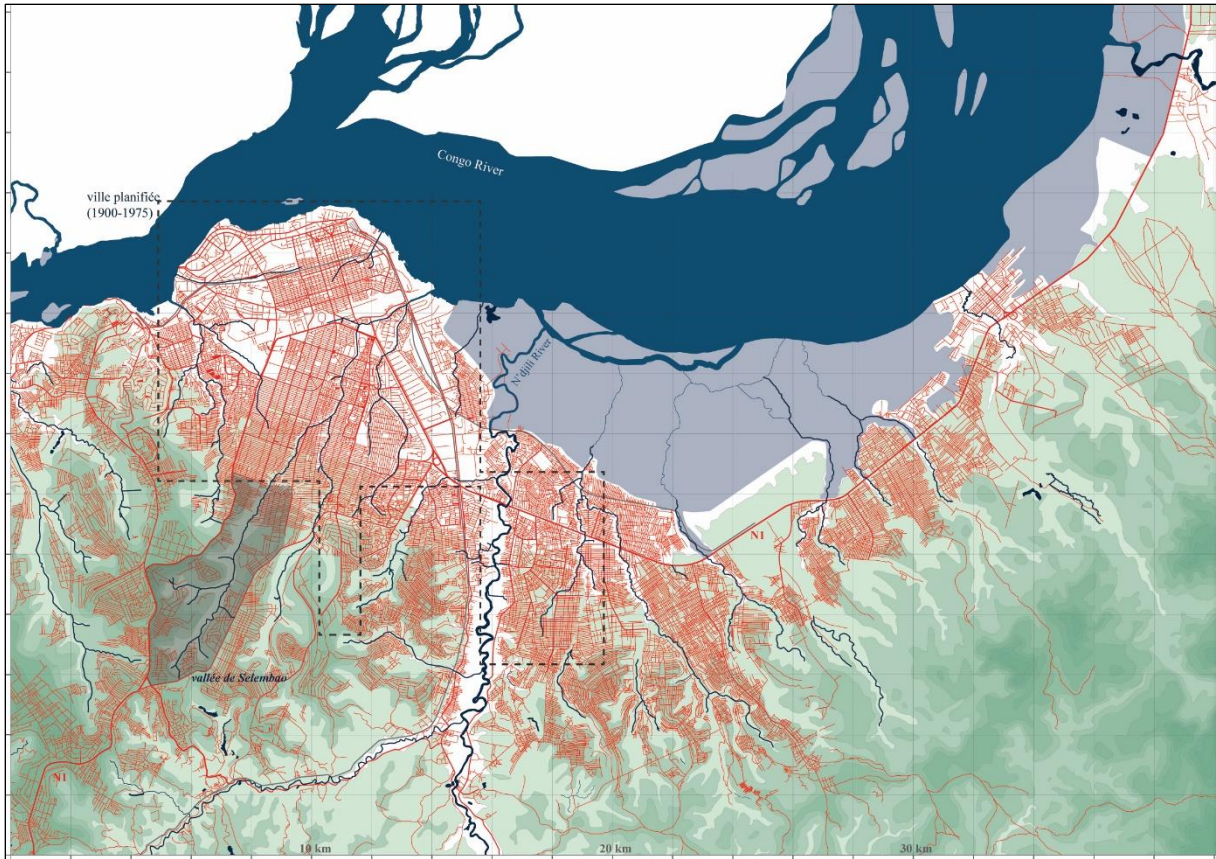 Congo River
ville planifiée
(1900-1975)
N'djili River
N1
vallée de Selembao
N1
10 km
20 km
30 km